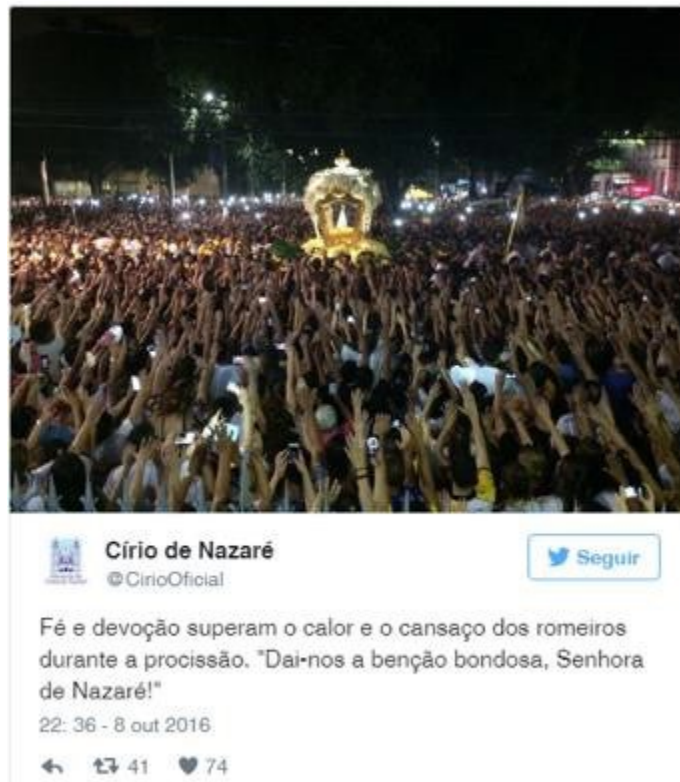 Círio de Nazaré
@CirioOficial
Seguir
Fé e devoção superam o calor e o cansaço dos romeiros
durante a procissão. "Dai-nos a benção bondosa, Senhora
de Nazaré!"
22: 36 - 8 out 2016
41 74